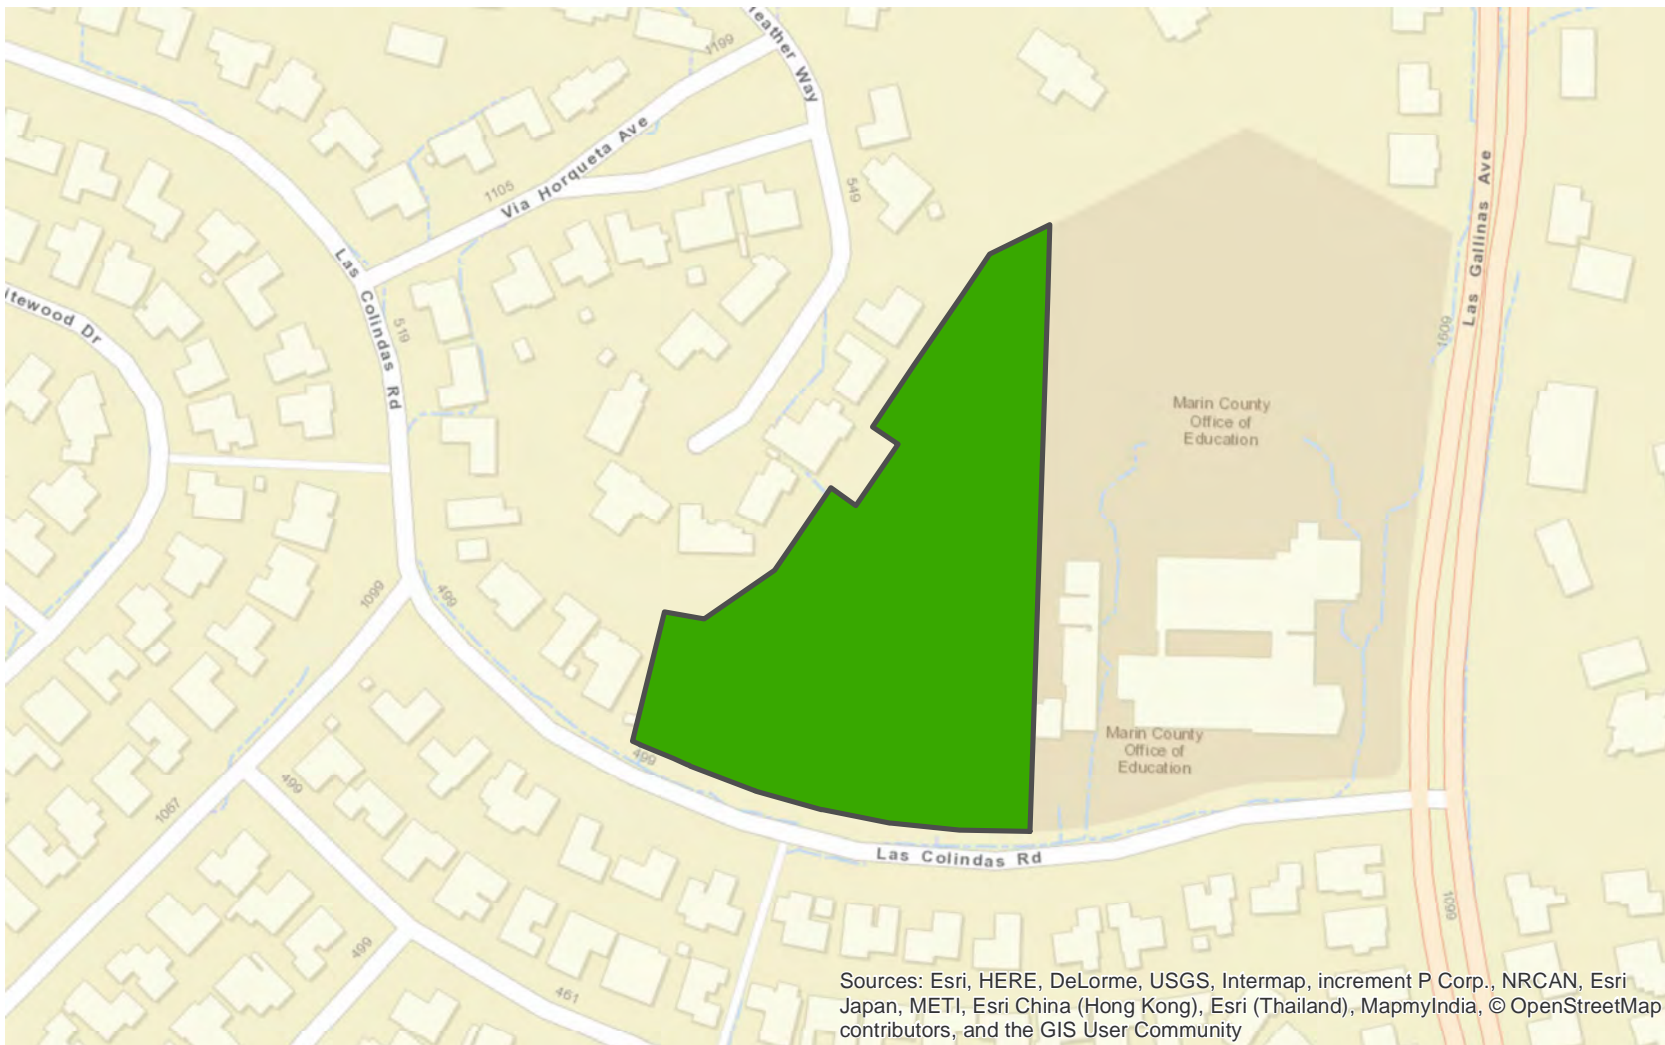 eather Way
1199
Via Horqueta Ave
1105
549
Las Gallinas Ave
Las Colindas Rd
519
itewood Dr
1609
Marin County
Office of
Education
1099
499
499
Marin County
Office of
Education
499
1067
Las Colindas Rd
1099
499
461
Sources: Esri, HERE, DeLorme, USGS, Intermap, increment P Corp., NRCAN, Esri
Japan, METI, Esri China (Hong Kong), Esri (Thailand), MapmyIndia, © OpenStreetMap
contributors, and the GIS User Community